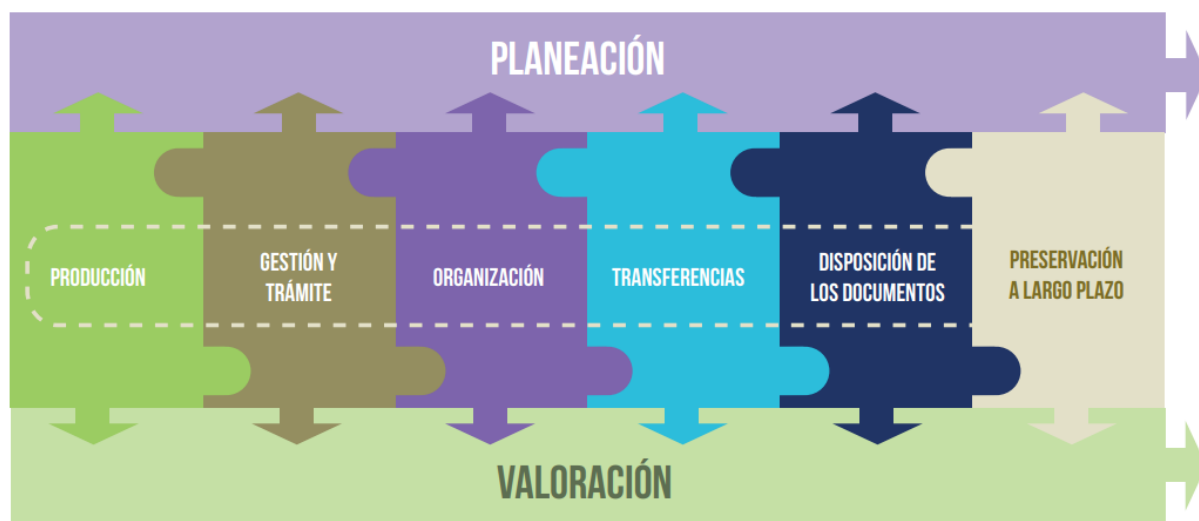 PLANEACIÓN
PRODUCCIÓN
GESTIÓN Y
TRÁMITE
ORGANIZACIÓN
TRANSFERENCIAS
DISPOSICIÓN DE
LOS DOCUMENTOS
PRESERVACIÓN
A LARGO PLAZO
VALORACIÓN